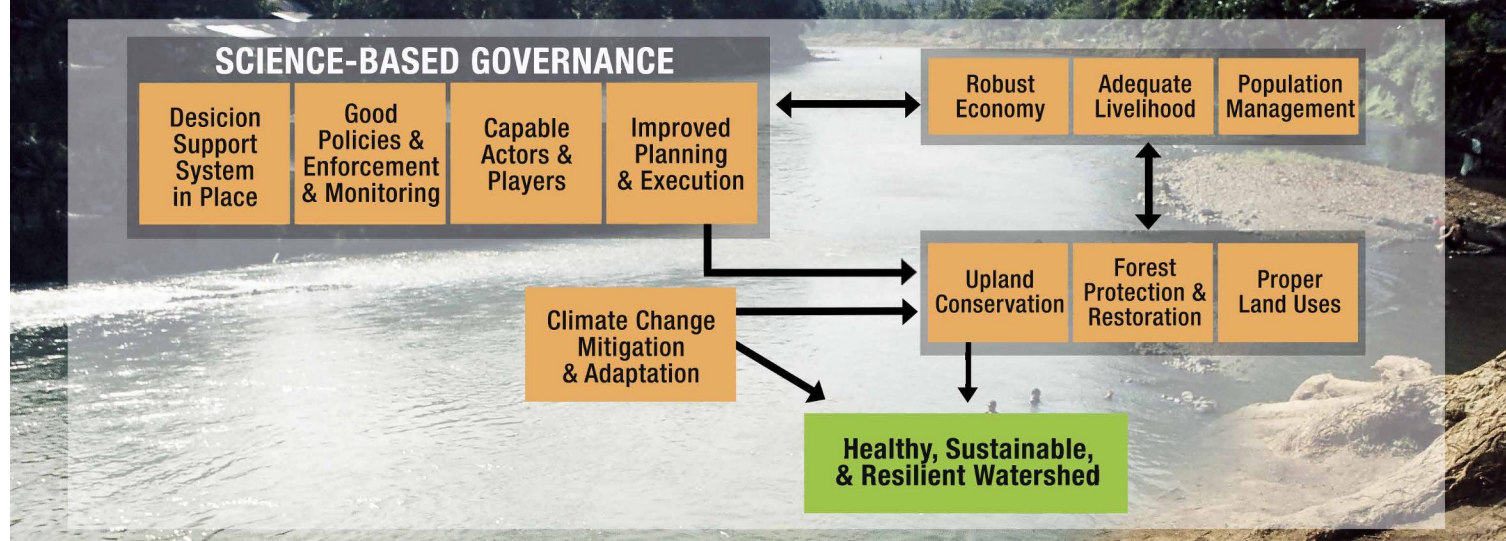 SCIENCE-BASED GOVERNANCE
Desicion
Support
System
in Place
Good
Policies &
Enforcement
& Monitoring
Capable
Actors &
Players
Improved
Planning
& Execution
Robust
Economy
Adequate
Livelihood
Population
Management
Upland
Conservation
Forest
Protection &
Restoration
Proper
Land Uses
Climate Change
Mitigation
& Adaptation
Healthy, Sustainable,
& Resilient Watershed